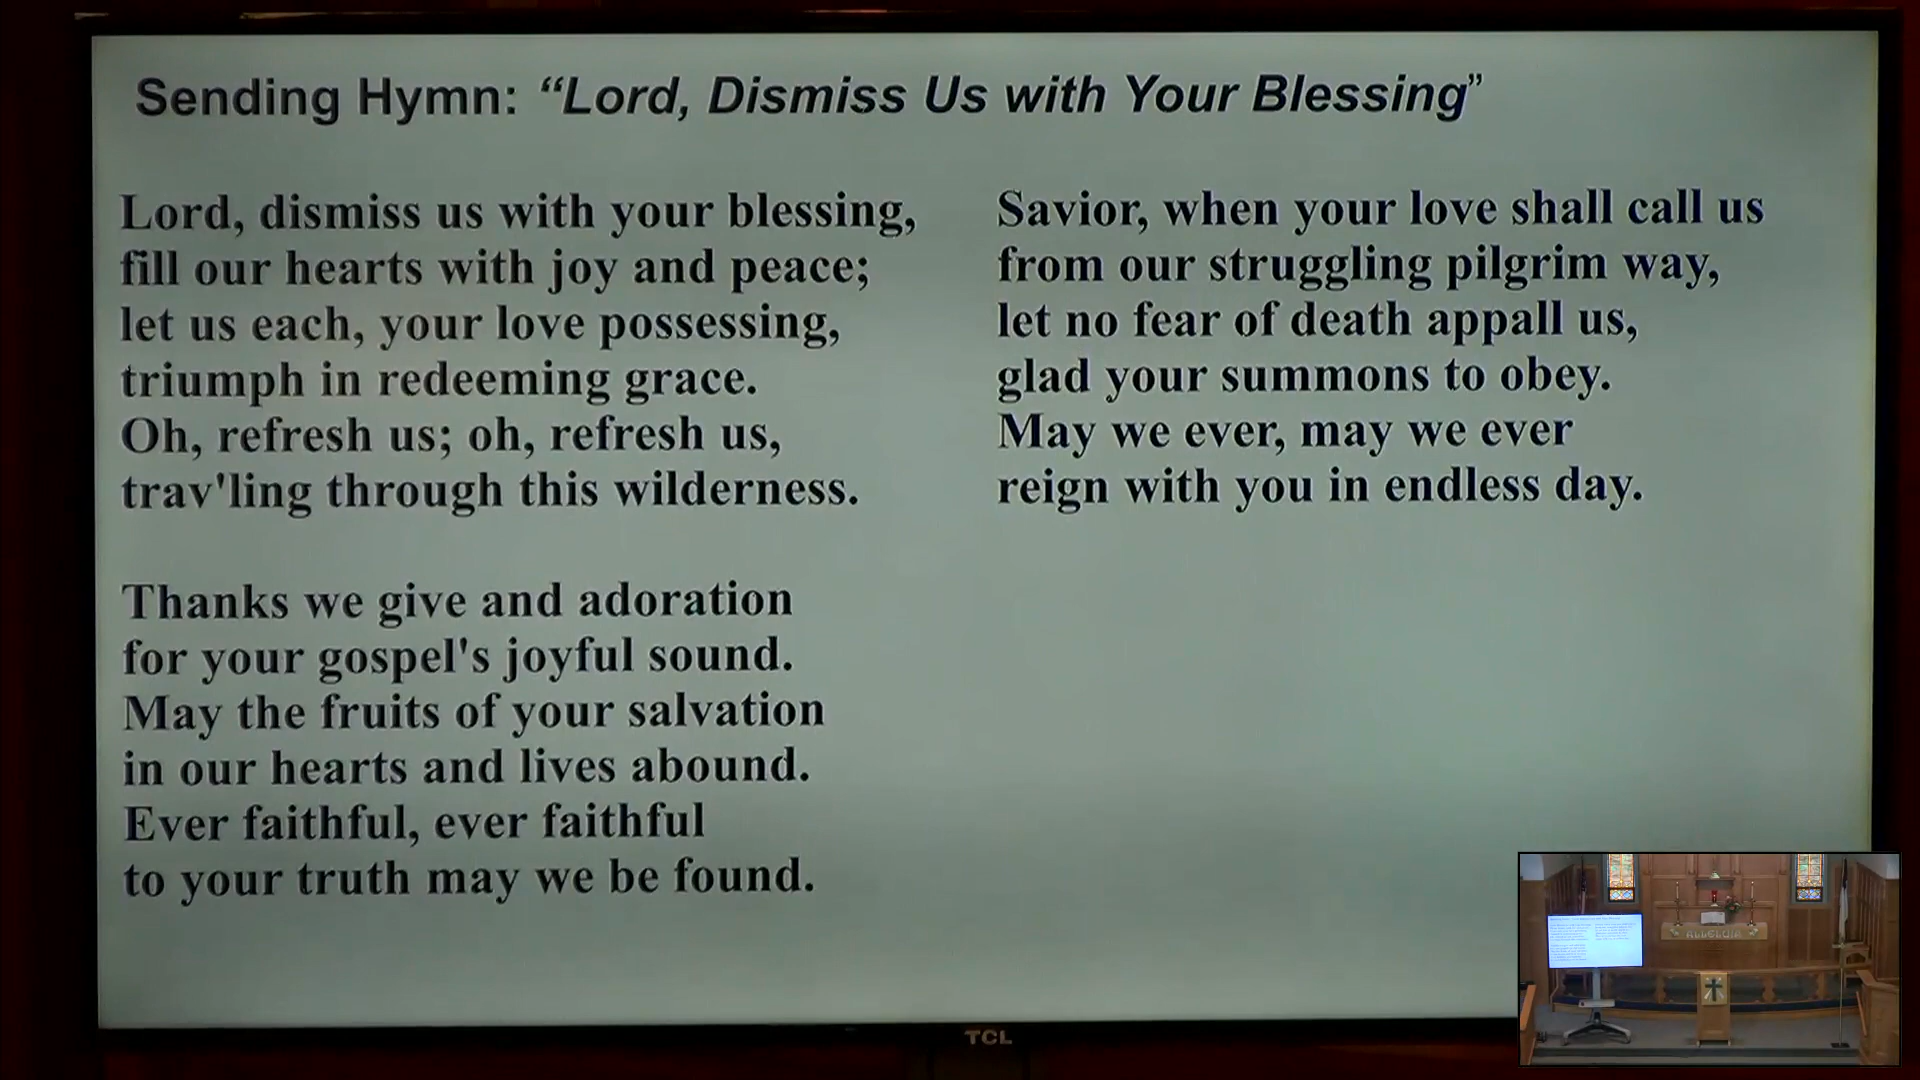 Sending Hymn: “Lord, Dismiss Us with Your Blessing”
Lord, dismiss us with your blessing,
fill our hearts with joy and peace;
let us each, your love possessing,
triumph in redeeming grace.
Oh, refresh us; oh, refresh us,
trav'ling through this wilderness.
Thanks we give and adoration
for your gospel's joyful sound.
May the fruits of your salvation
in our hearts and lives abound.
Ever faithful, ever faithful
to your truth may we be found.
Savior, when your love shall call us
from our struggling pilgrim way,
let no fear of death appall us,
glad your summons to obey.
May we ever, may we ever
reign with you in endless day.
TCL
ALLELUIA